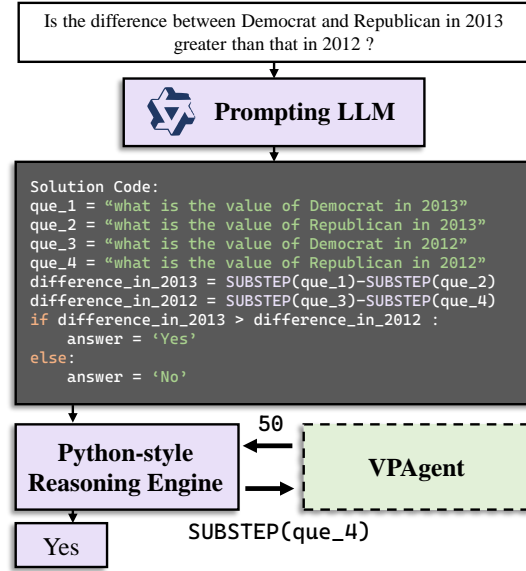 Is the difference between Democrat and Republican in 2013
greater than that in 2012 ?
Prompting LLM
Solution Code:
que_1 = “what is the value of Democrat in 2013”
que_2 = “what is the value of Republican in 2013”
que_3 = “what is the value of Democrat in 2012”
que_4 = “what is the value of Republican in 2012”
difference_in_2013 = SUBSTEP(que_1)-SUBSTEP(que_2)
difference_in_2012 = SUBSTEP(que_3)-SUBSTEP(que_4)
if difference_in_2013 > difference_in_2012 :
    answer = ‘Yes’
else:
    answer = ‘No’
50
Python-style
Reasoning Engine
VPAgent
SUBSTEP(que_4)
Yes